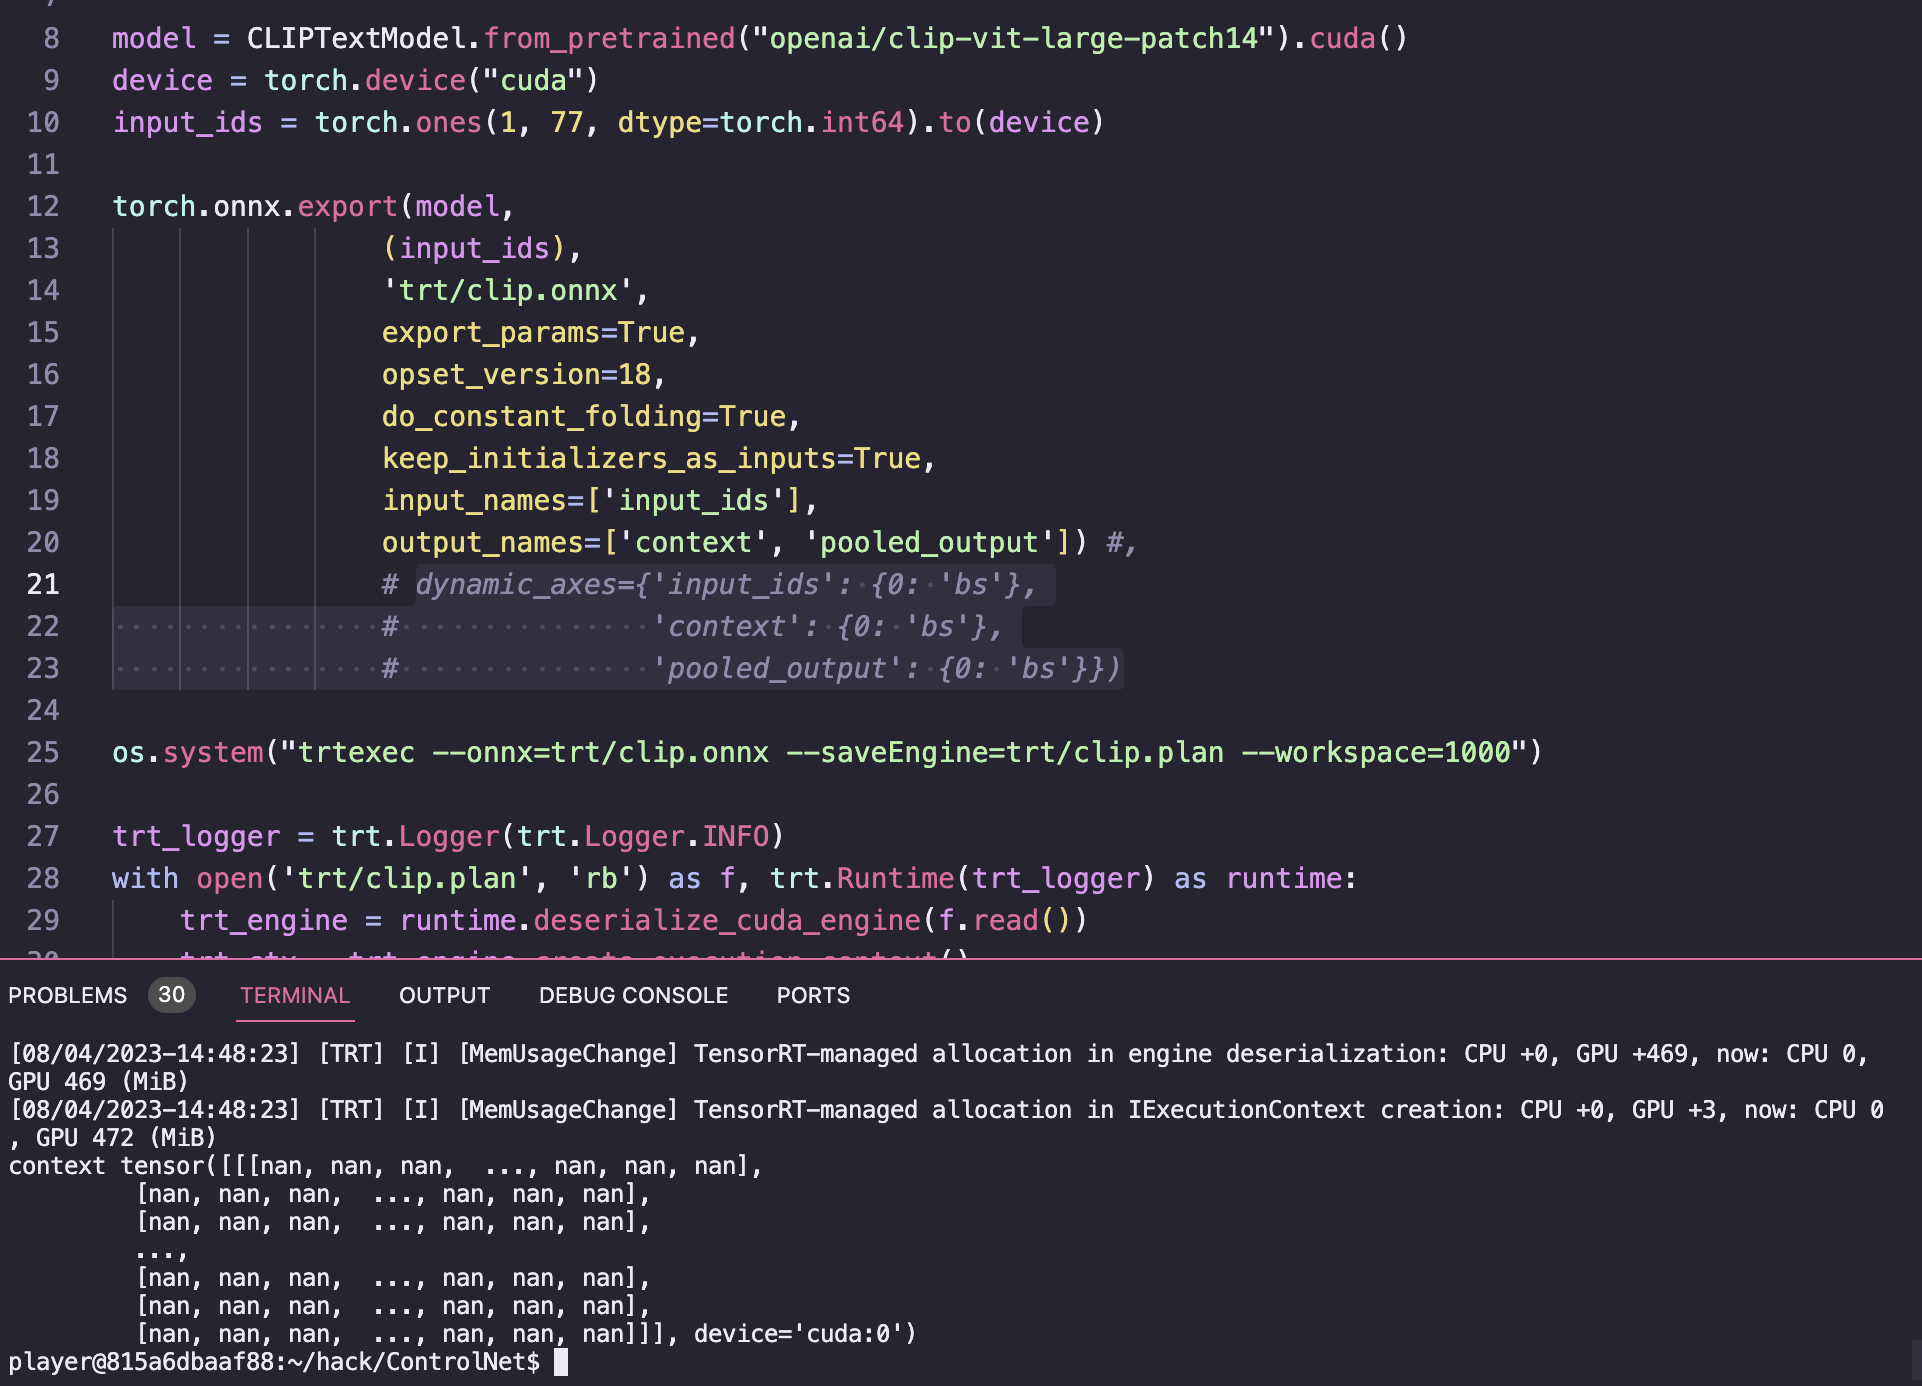 8 model = CLIPTextModel.from_pretrained("openai/clip-vit-large-patch14").cuda()
9 device = torch.device("cuda")
10 input_ids = torch.ones(1, 77, dtype=torch.int64).to(device)
11
12 torch.onnx.export(model,
13 (input_ids),
14 'trt/clip.onnx',
15 export_params=True,
16 opset_version=18,
17 do_constant_folding=True,
18 keep_initializers_as_inputs=True,
19 input_names=['input_ids'],
20 output_names=['context', 'pooled_output']) #,
21 # dynamic_axes={'input_ids': {0: 'bs'},
22 # 'context': {0: 'bs'},
23 # 'pooled_output': {0: 'bs'}})
24
25 os.system("trtexec --onnx=trt/clip.onnx --saveEngine=trt/clip.plan --workspace=1000")
26
27 trt_logger = trt.Logger(trt.Logger.INFO)
28 with open('trt/clip.plan', 'rb') as f, trt.Runtime(trt_logger) as runtime:
29 trt_engine = runtime.deserialize_cuda_engine(f.read())
30 trt_ctx = trt_engine.create_execution_context()
PROBLEMS 30 TERMINAL OUTPUT DEBUG CONSOLE PORTS
[08/04/2023-14:48:23] [TRT] [I] [MemUsageChange] TensorRT-managed allocation in engine deserialization: CPU +0, GPU +469, now: CPU 0,
GPU 469 (MiB)
[08/04/2023-14:48:23] [TRT] [I] [MemUsageChange] TensorRT-managed allocation in IExecutionContext creation: CPU +0, GPU +3, now: CPU 0
, GPU 472 (MiB)
context tensor([[[nan, nan, nan, ..., nan, nan, nan],
[nan, nan, nan, ..., nan, nan, nan],
[nan, nan, nan, ..., nan, nan, nan],
...,
[nan, nan, nan, ..., nan, nan, nan],
[nan, nan, nan, ..., nan, nan, nan],
[nan, nan, nan, ..., nan, nan, nan]]], device='cuda:0')
player@815a6dbaaf88:~/hack/ControlNet$